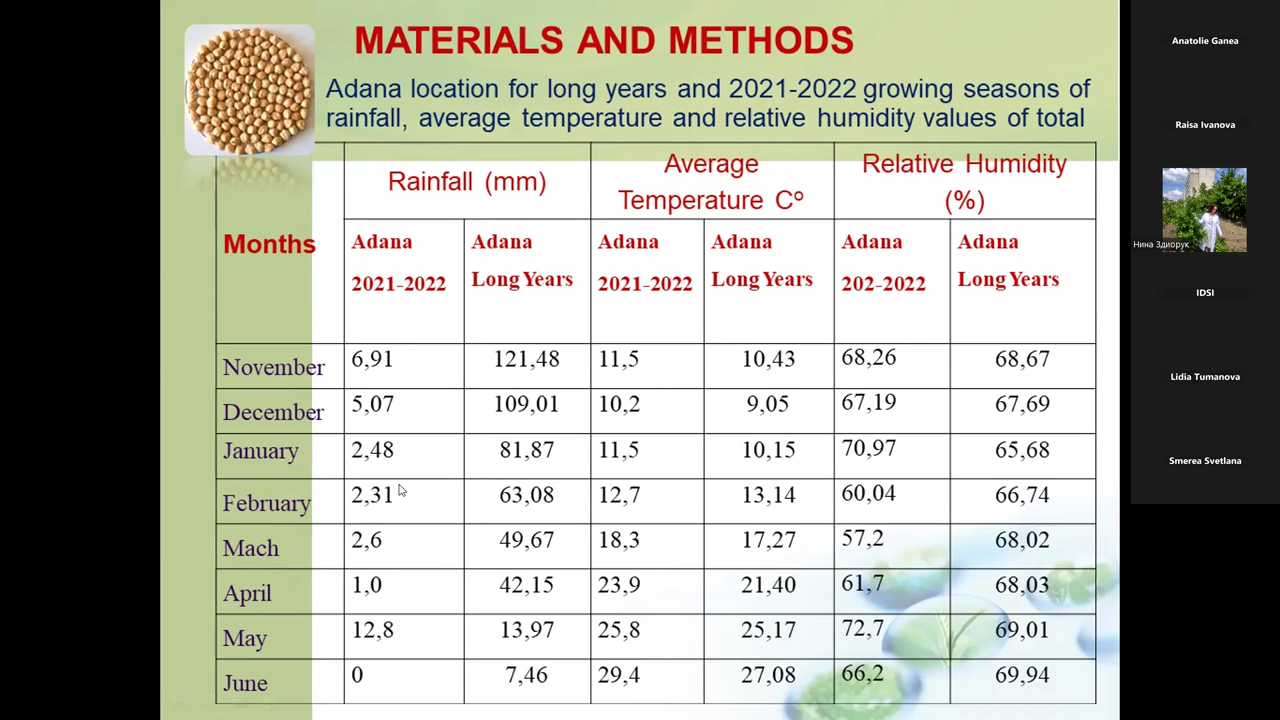 MATERIALS AND METHODS
Adana location for long years and 2021-2022 growing seasons of
rainfall, average temperature and relative humidity values of total
Months
Rainfall (mm)
Average
Temperature Cº
Relative Humidity
(%)
Adana
2021-2022
Adana
Long Years
Adana
2021-2022
Adana
Long Years
Adana
202-2022
Adana
Long Years
November 6,91 121,48 11,5 10,43 68,26 68,67
December 5,07 109,01 10,2 9,05 67,19 67,69
January 2,48 81,87 11,5 10,15 70,97 65,68
February 2,31 63,08 12,7 13,14 60,04 66,74
Mach 2,6 49,67 18,3 17,27 57,2 68,02
April 1,0 42,15 23,9 21,40 61,7 68,03
May 12,8 13,97 25,8 25,17 72,7 69,01
June 0 7,46 29,4 27,08 66,2 69,94
Anatolie Ganea
Raisa Ivanova
Нина Здиорук
IDSI
Lidia Tumanova
Smerea Svetlana